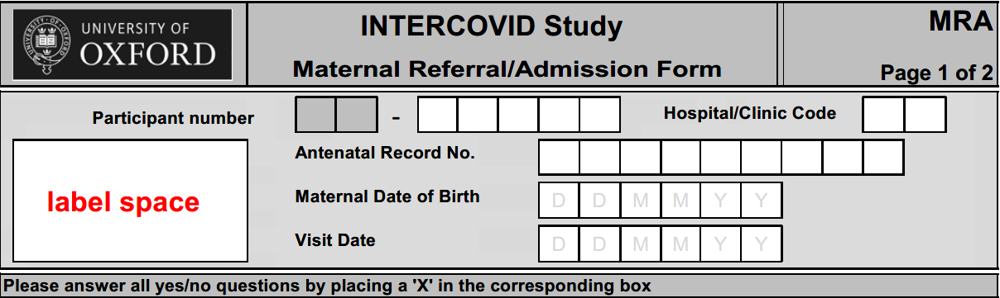 UNIVERSITY OF
OXFORD
INTERCOVID Study
Maternal Referral/Admission Form
MRA
Page 1 of 2
Participant number
-
Hospital/Clinic Code
label space
Antenatal Record No.
Maternal Date of Birth
D D M M Y Y
Visit Date
D D M M Y Y
Please answer all yes/no questions by placing a 'X' in the corresponding box